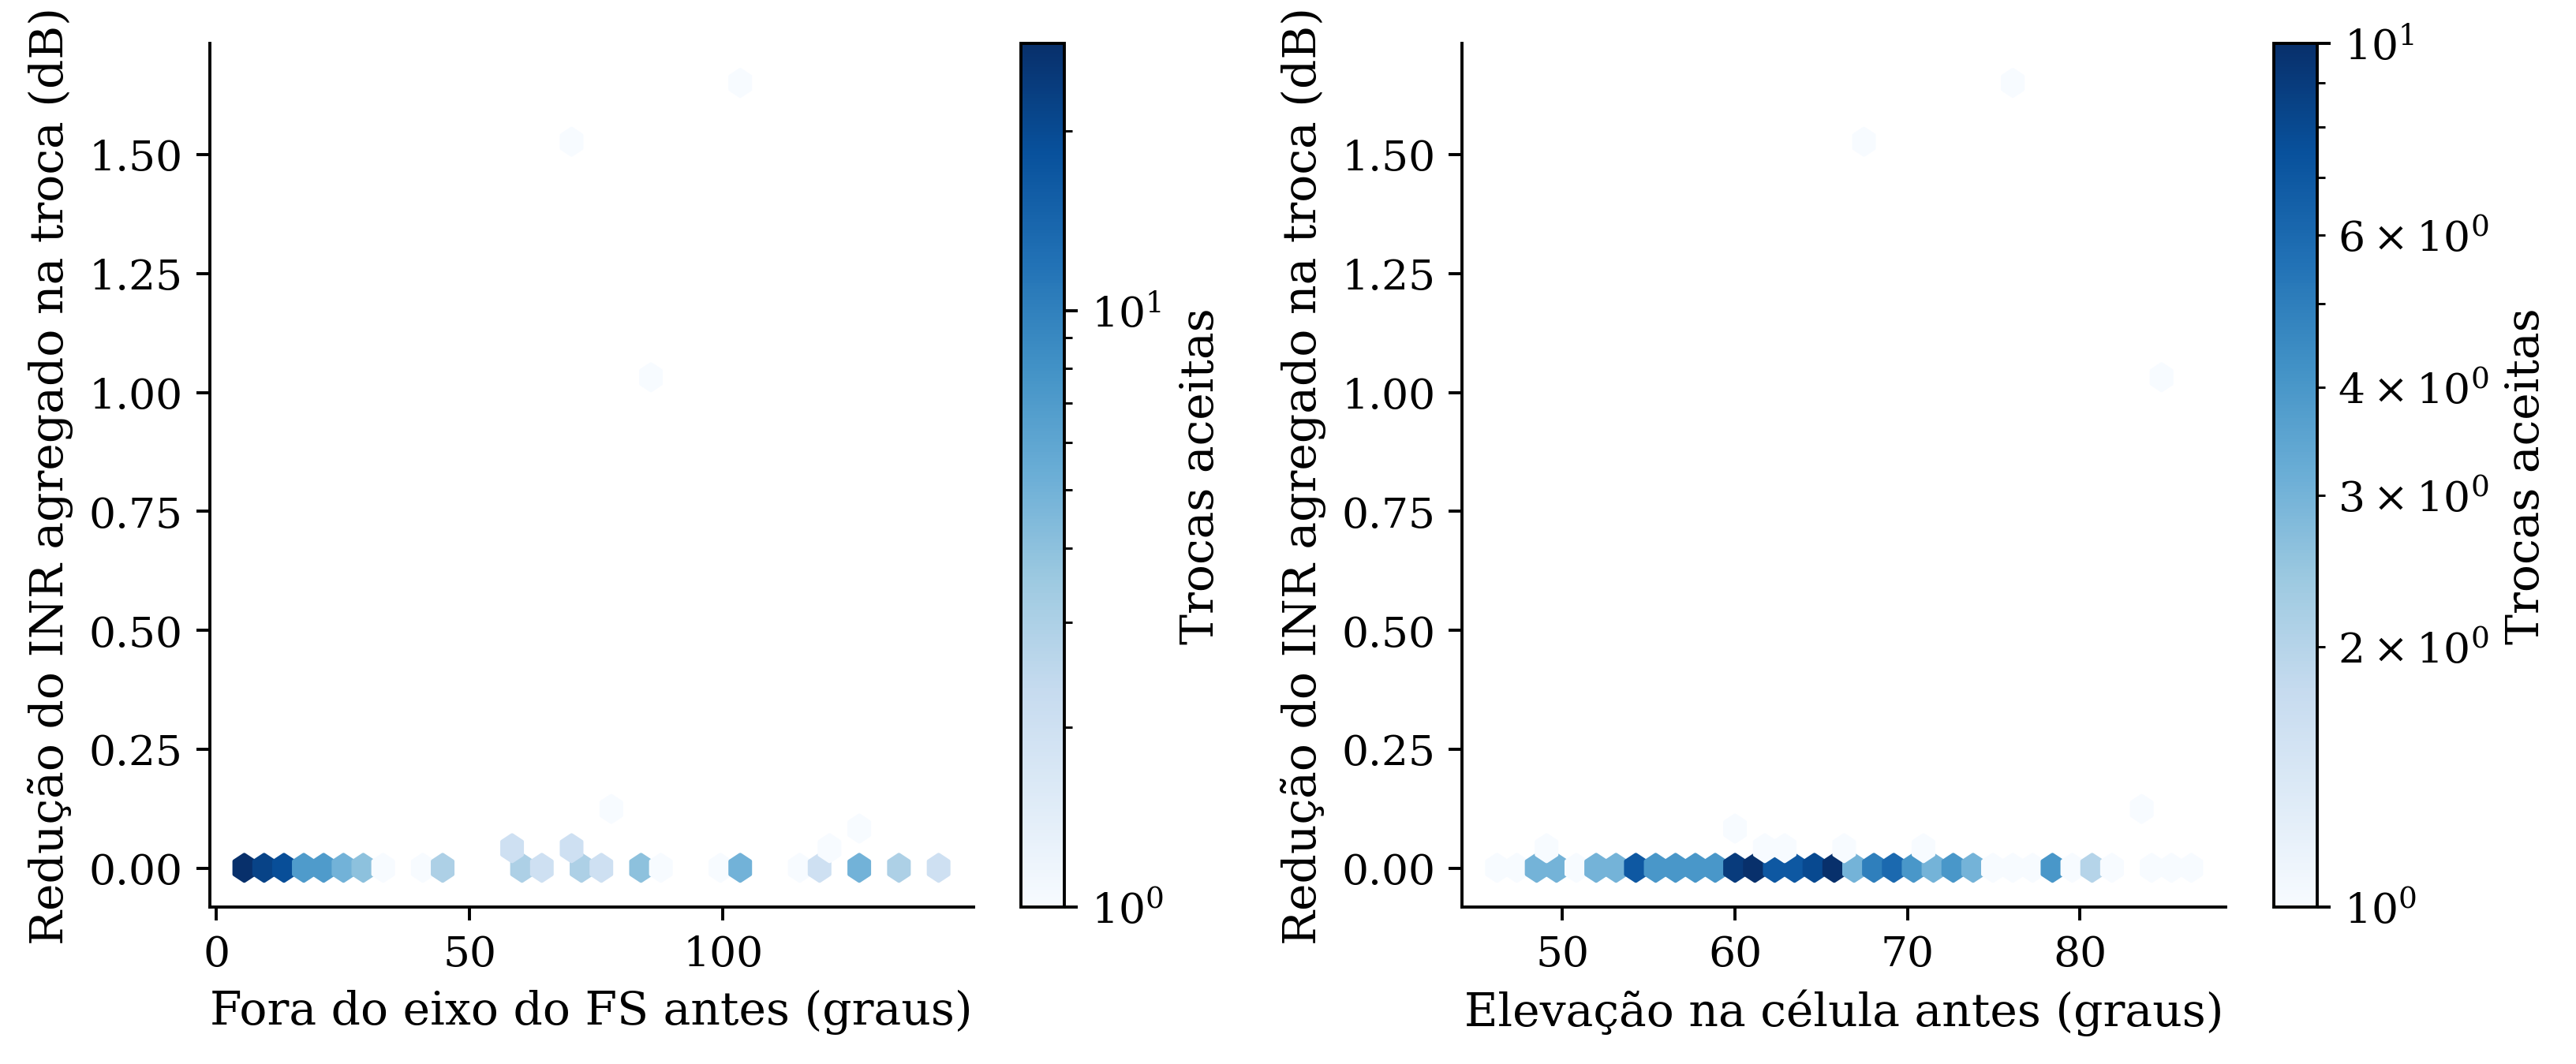 Redução do INR agregado na troca (dB)
1.50
1.25
1.00
0.75
0.50
0.25
0.00
0
50
100
Fora do eixo do FS antes (graus)
10¹
10⁰
Trocas aceitas
Redução do INR agregado na troca (dB)
1.50
1.25
1.00
0.75
0.50
0.25
0.00
50
60
70
80
Elevação na célula antes (graus)
10¹
6 × 10⁰
4 × 10⁰
3 × 10⁰
2 × 10⁰
10⁰
Trocas aceitas